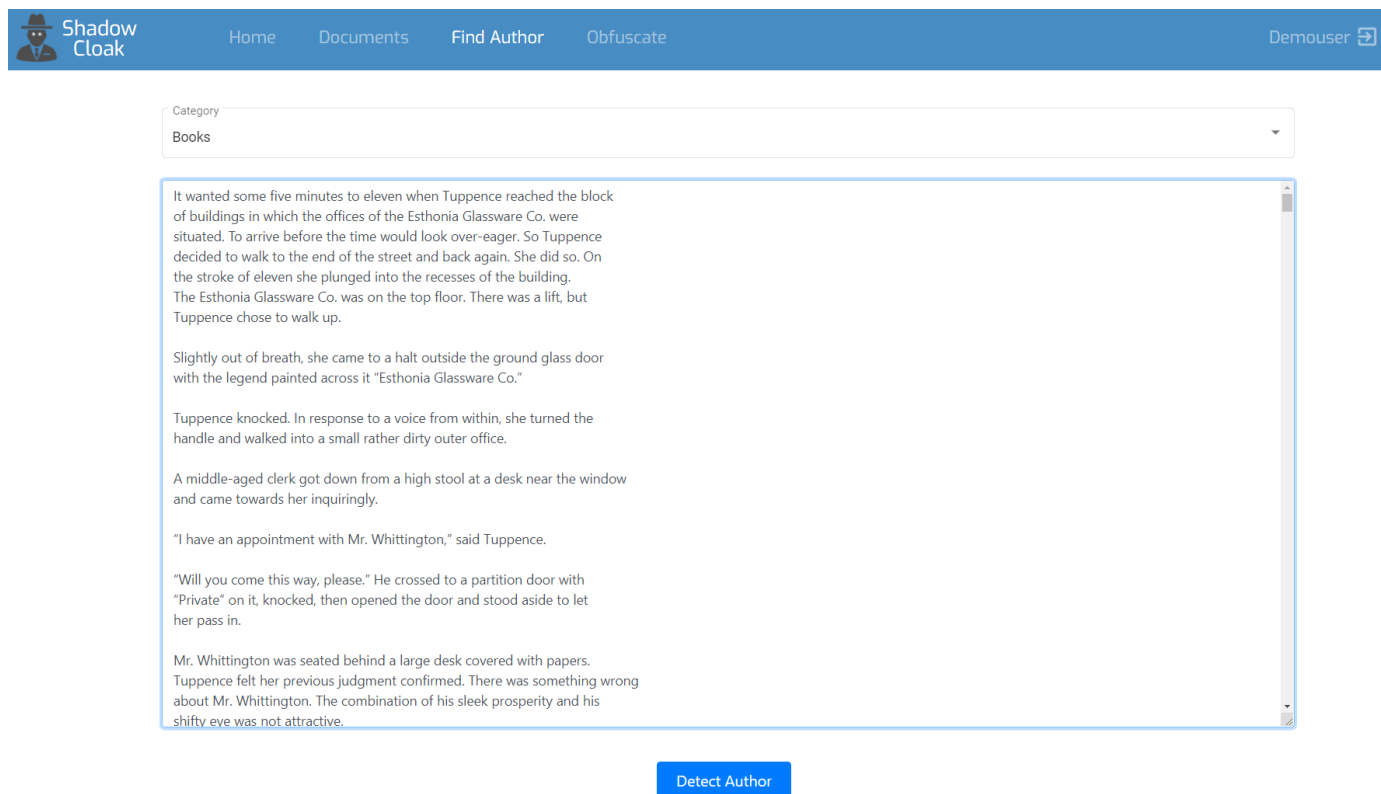 Shadow
Cloak
Home
Documents
Find Author
Obfuscate
Demouser
Category
Books
It wanted some five minutes to eleven when Tuppence reached the block
of buildings in which the offices of the Esthonia Glassware Co. were
situated. To arrive before the time would look over-eager. So Tuppence
decided to walk to the end of the street and back again. She did so. On
the stroke of eleven she plunged into the recesses of the building.
The Esthonia Glassware Co. was on the top floor. There was a lift, but
Tuppence chose to walk up.
Slightly out of breath, she came to a halt outside the ground glass door
with the legend painted across it “Esthonia Glassware Co.”
Tuppence knocked. In response to a voice from within, she turned the
handle and walked into a small rather dirty outer office.
A middle-aged clerk got down from a high stool at a desk near the window
and came towards her inquiringly.
“I have an appointment with Mr. Whittington,” said Tuppence.
“Will you come this way, please.” He crossed to a partition door with
“Private” on it, knocked, then opened the door and stood aside to let
her pass in.
Mr. Whittington was seated behind a large desk covered with papers.
Tuppence felt her previous judgment confirmed. There was something wrong
about Mr. Whittington. The combination of his sleek prosperity and his
shifty eye was not attractive.
Detect Author